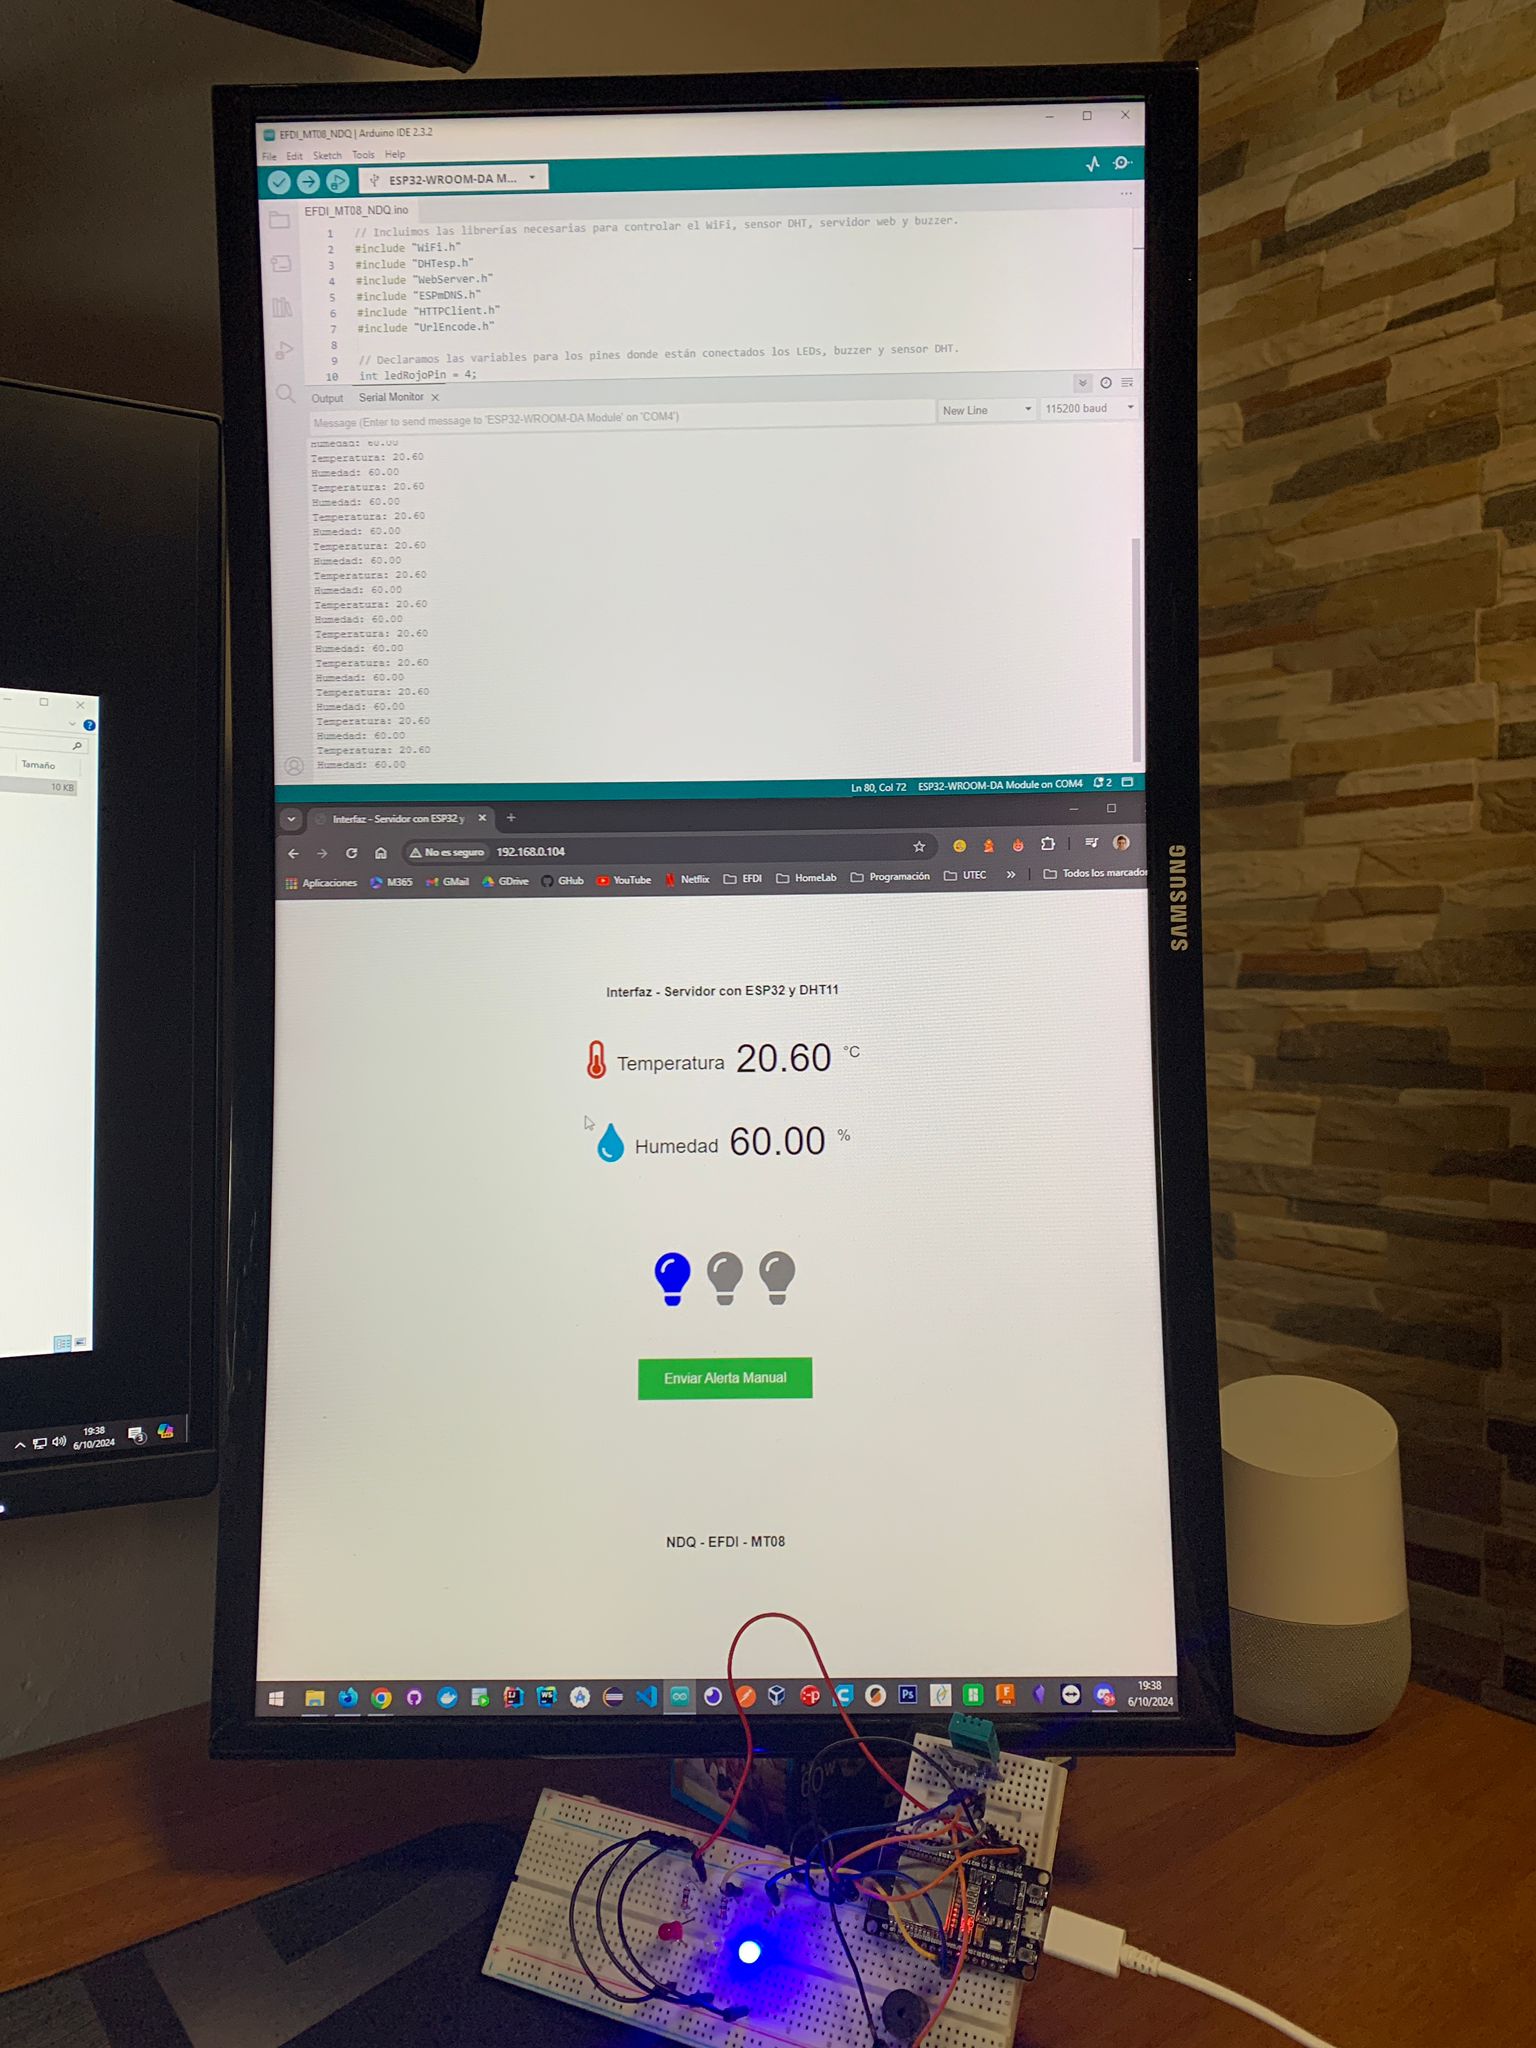 EFDI_MT08_NDQ | Arduino IDE 2.3.2
File Edit Sketch Tools Help
ESP32-WROOM-DA M...
EFDI_MT08_NDQ.ino
1 // Incluimos las librerías necesarias para controlar el WiFi, sensor DHT, servidor web y buzzer.
2 #include "WiFi.h"
3 #include "DHTesp.h"
4 #include "WebServer.h"
5 #include "ESPmDNS.h"
6 #include "HTTPClient.h"
7 #include "UrlEncode.h"
8
9 // Declaramos las variables para los pines donde están conectados los LEDs, buzzer y sensor DHT.
10 int ledRojoPin = 4;
Output Serial Monitor
Message (Enter to send message to 'ESP32-WROOM-DA Module' on 'COM4')
New Line 115200 baud
Humedad: 60.00
Temperatura: 20.60
Humedad: 60.00
Temperatura: 20.60
Humedad: 60.00
Temperatura: 20.60
Humedad: 60.00
Temperatura: 20.60
Humedad: 60.00
Temperatura: 20.60
Humedad: 60.00
Temperatura: 20.60
Humedad: 60.00
Temperatura: 20.60
Humedad: 60.00
Temperatura: 20.60
Humedad: 60.00
Temperatura: 20.60
Humedad: 60.00
Temperatura: 20.60
Humedad: 60.00
Temperatura: 20.60
Humedad: 60.00
Ln 80, Col 72 ESP32-WROOM-DA Module on COM4 2
Interfaz - Servidor con ESP32 y
No es seguro 192.168.0.104
Aplicaciones M365 GMail GDrive GHub YouTube Netflix EFDI HomeLab Programación UTEC » Todos los marcador
SAMSUNG
Interfaz - Servidor con ESP32 y DHT11
Temperatura 20.60 °C
Humedad 60.00 %
Enviar Alerta Manual
NDQ - EFDI - MT08
19:38
6/10/2024
Tamaño
10 KB
19:38
6/10/2024
3
60W